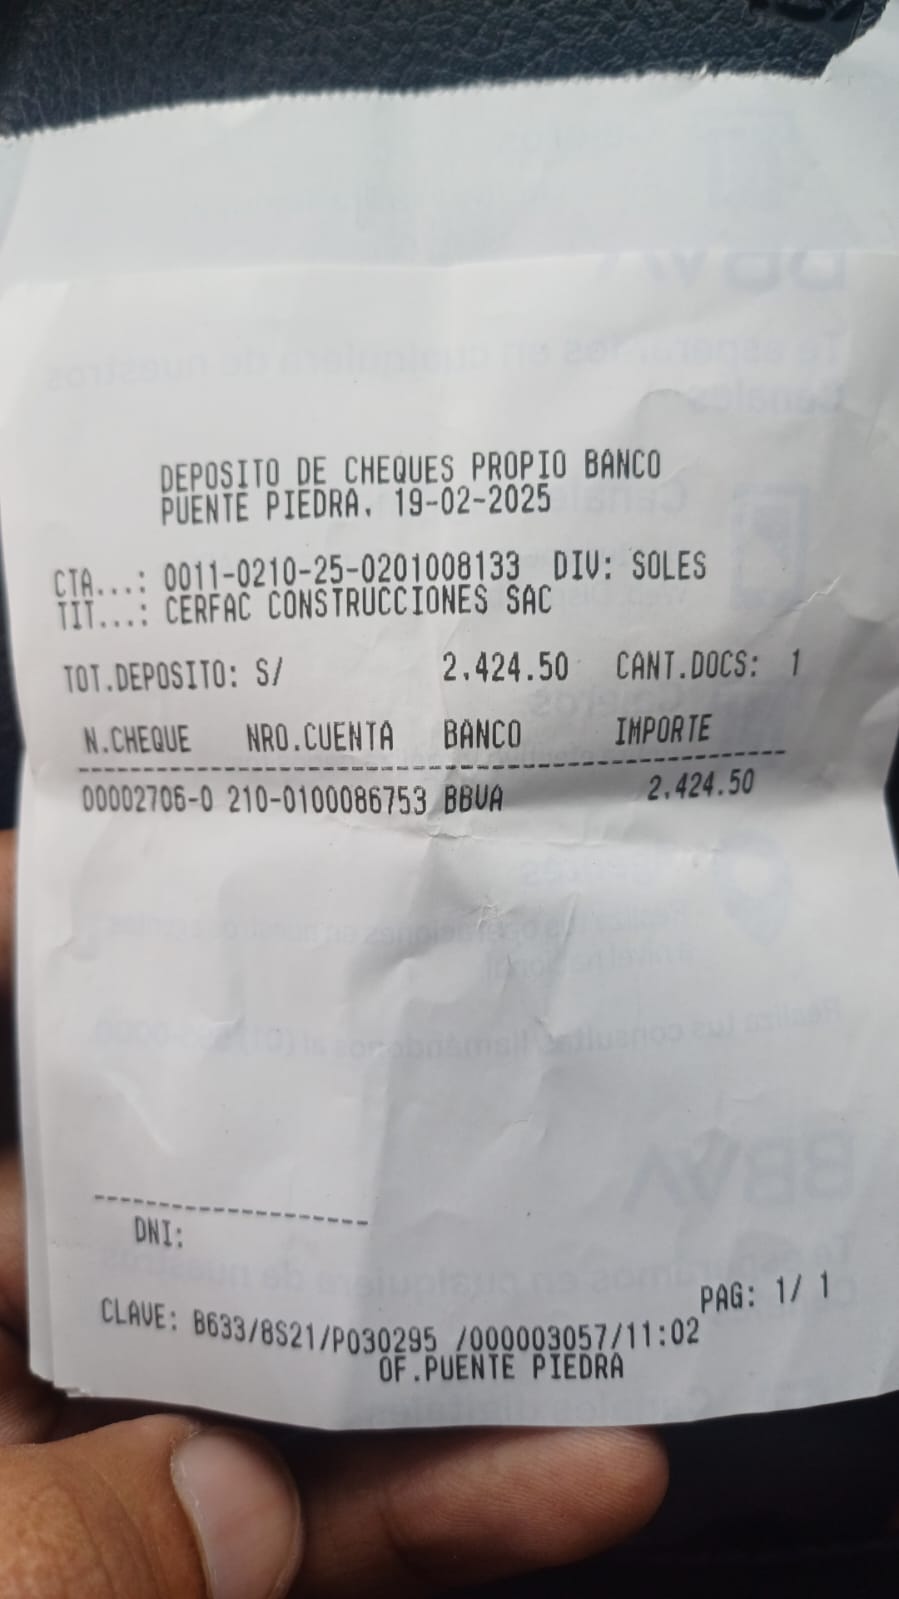 DEPOSITO DE CHEQUES PROPIO BANCO
PUENTE PIEDRA, 19-02-2025
CTA...: 0011-0210-25-0201008133 DIV: SOLES
TIT...: CERFAC CONSTRUCCIONES SAC
TOT.DEPOSITO: S/ 2,424.50 CANT.DOCS: 1
N.CHEQUE NRO.CUENTA BANCO IMPORTE
00002706-0 210-0100086753 BBVA 2,424.50
DNI:
PAG: 1/ 1
CLAVE: B633/8S21/P030295 /000003057/11:02
OF.PUENTE PIEDRA